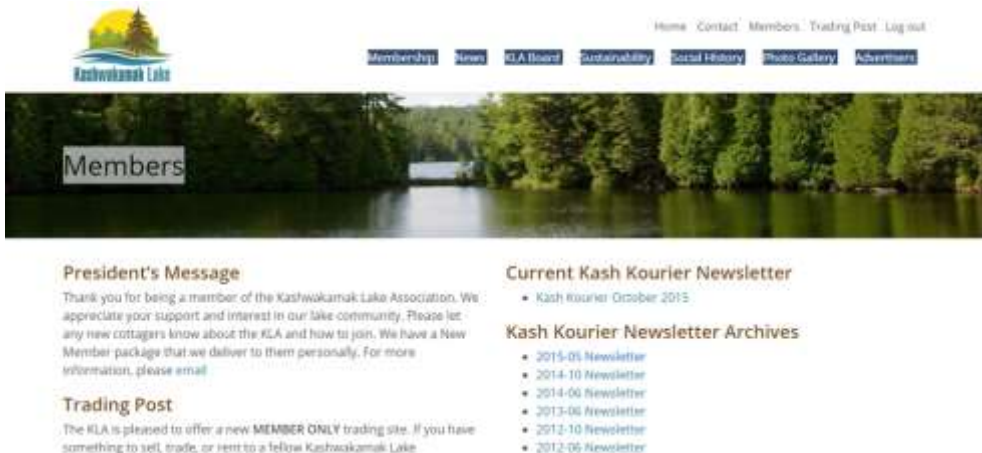 Home Contact Members Trading Post Log out
Kashwakamak Lake
Membership News KLA Board Sustainability Social History Photo Gallery Advertisers
Members
President's Message
Thank you for being a member of the Kashwakamak Lake Association. We
appreciate your support and interest in our lake community. Please let
any new cottagers know about the KLA and how to join. We have a New
Member package that we deliver to them personally. For more
information, please email
Trading Post
The KLA is pleased to offer a new MEMBER ONLY trading site. If you have
something to sell, trade, or rent to a fellow Kashwakamak Lake
Current Kash Kourier Newsletter
Kash Kourier October 2015
Kash Kourier Newsletter Archives
2015-05 Newsletter
2014-10 Newsletter
2014-06 Newsletter
2013-06 Newsletter
2012-10 Newsletter
2012-06 Newsletter